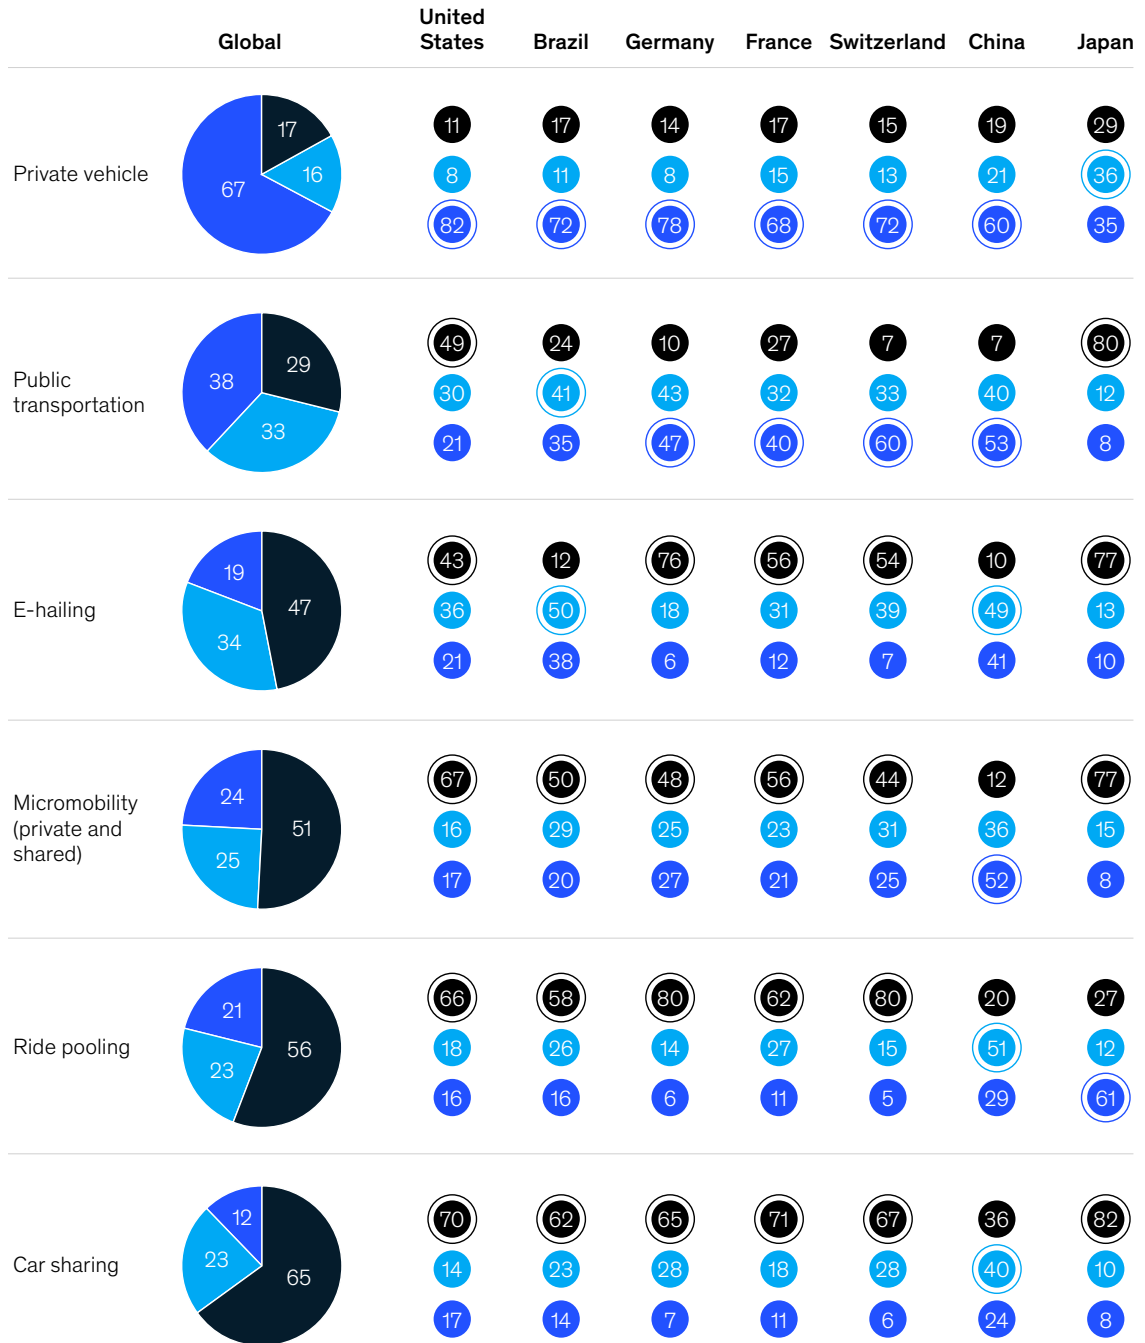 Global United States Brazil Germany France Switzerland China Japan
Private vehicle
17
16
67
11 17 14 17 15 19 29
8 11 8 15 13 21 36
82 72 78 68 72 60 35
Public
transportation
38
29
33
49 24 10 27 7 7 80
30 41 43 32 33 40 12
21 35 47 40 60 53 8
E-hailing
19
47
34
43 12 76 56 54 10 77
36 50 18 31 39 49 13
21 38 6 12 7 41 10
Micromobility
(private and
shared)
24
51
25
67 50 48 56 44 12 77
16 29 25 23 31 36 15
17 20 27 21 25 52 8
Ride pooling
21
56
23
66 58 80 62 80 20 27
18 26 14 27 15 51 12
16 16 6 11 5 29 61
Car sharing
12
23
65
70 62 65 71 67 36 82
14 23 28 18 28 40 10
17 14 7 11 6 24 8